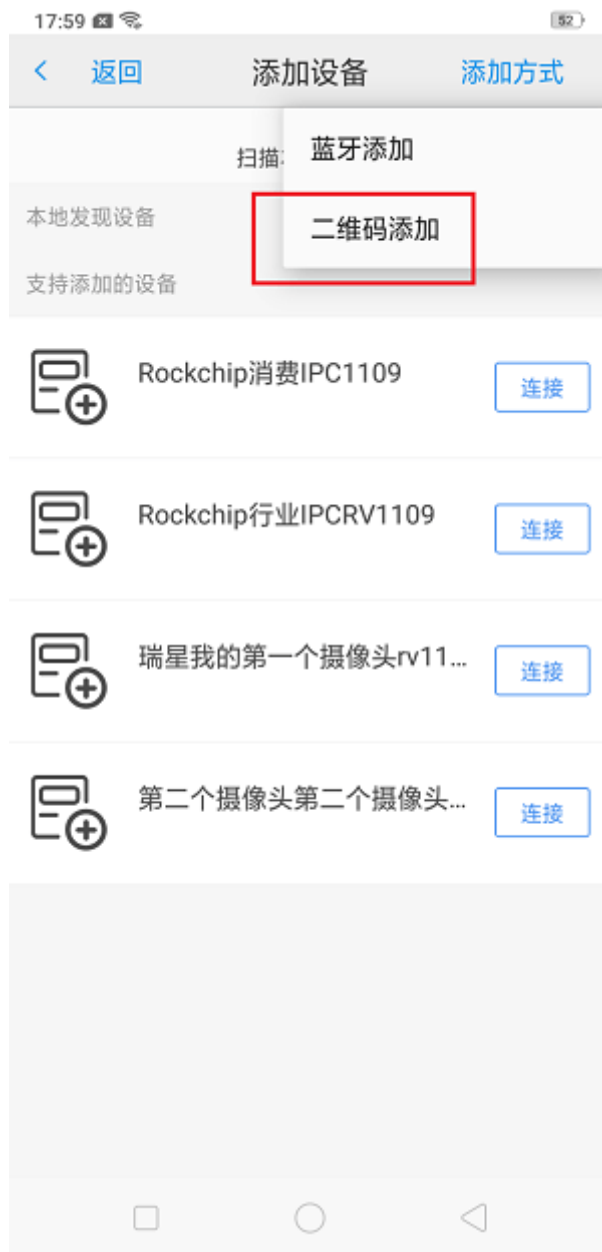 17:59
52
返回 添加设备 添加方式
蓝牙添加
扫描
二维码添加
本地发现设备
支持添加的设备
Rockchip消费IPC1109
连接
Rockchip行业IPCRV1109
连接
瑞星我的第一个摄像头rv11...
连接
第二个摄像头第二个摄像头...
连接